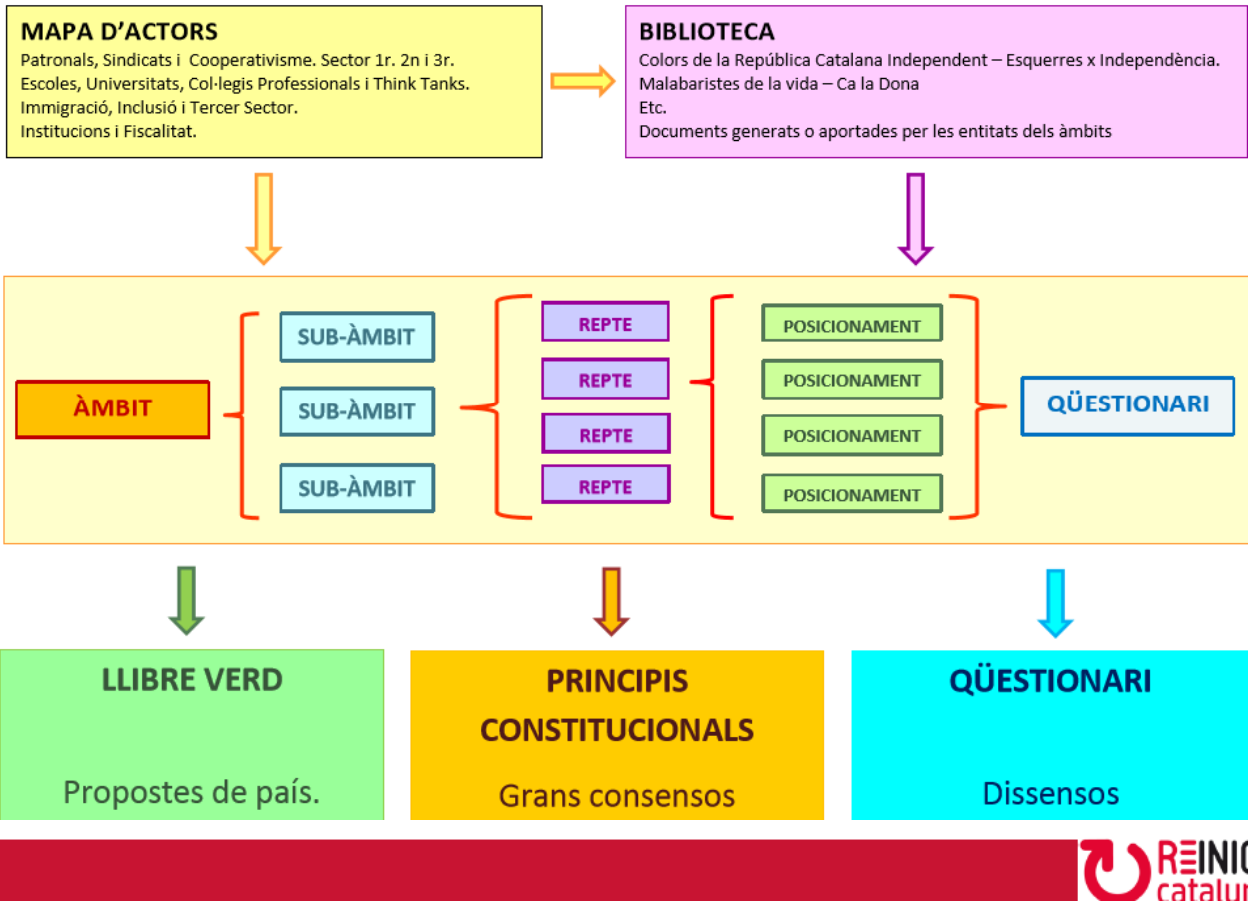 MAPA D'ACTORS
Patronals, Sindicats i  Cooperativisme. Sector 1r. 2n i 3r.
Escoles, Universitats, Col·legis Professionals i Think Tanks.
Immigració, Inclusió i Tercer Sector.
Institucions i Fiscalitat.
BIBLIOTECA
Colors de la República Catalana Independent – Esquerres x Independència.
Malabaristes de la vida – Ca la Dona
Etc.
Documents generats o aportades per les entitats dels àmbits
ÀMBIT
SUB-ÀMBIT
SUB-ÀMBIT
SUB-ÀMBIT
REPTE
REPTE
REPTE
REPTE
POSICIONAMENT
POSICIONAMENT
POSICIONAMENT
POSICIONAMENT
QÜESTIONARI
LLIBRE VERD
Propostes de país.
PRINCIPIS
CONSTITUCIONALS
Grans consensos
QÜESTIONARI
Dissensos